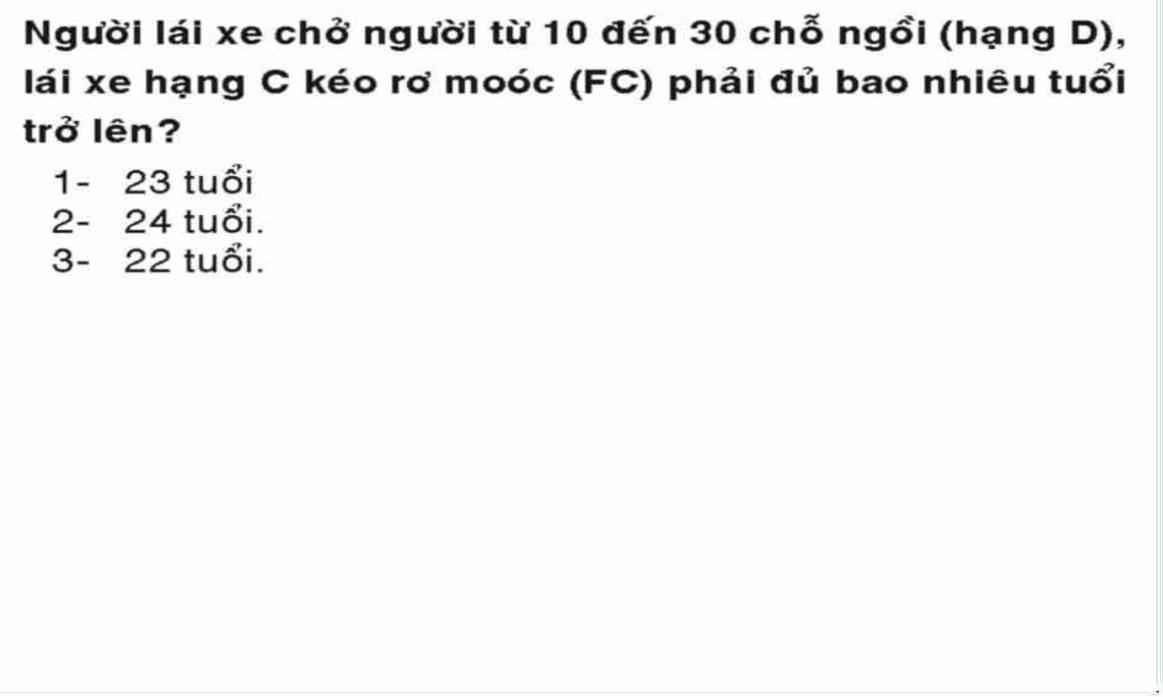 Người lái xe chở người từ 10 đến 30 chỗ ngồi (hạng D),
lái xe hạng C kéo rơ moóc (FC) phải đủ bao nhiêu tuổi
trở lên?
1- 23 tuổi
2- 24 tuổi.
3- 22 tuổi.